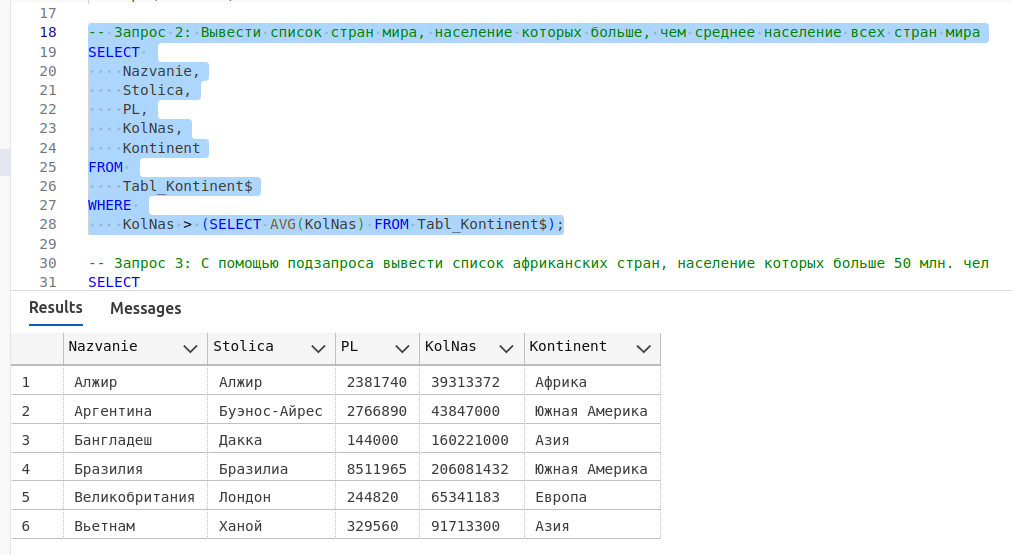 17
18 -- Запрос 2: Вывести список стран мира, население которых больше, чем среднее население всех стран мира
19 SELECT
20 Nazvanie,
21 Stolica,
22 PL,
23 KolNas,
24 Kontinent
25 FROM
26 Tabl_Kontinent$
27 WHERE
28 KolNas > (SELECT AVG(KolNas) FROM Tabl_Kontinent$);
29
30 -- Запрос 3: С помощью подзапроса вывести список африканских стран, население которых больше 50 млн. чел
31 SELECT
Results Messages
Nazvanie Stolica PL KolNas Kontinent
1 Алжир Алжир 2381740 39313372 Африка
2 Аргентина Буэнос-Айрес 2766890 43847000 Южная Америка
3 Бангладеш Дакка 144000 160221000 Азия
4 Бразилия Бразилиа 8511965 206081432 Южная Америка
5 Великобритания Лондон 244820 65341183 Европа
6 Вьетнам Ханой 329560 91713300 Азия